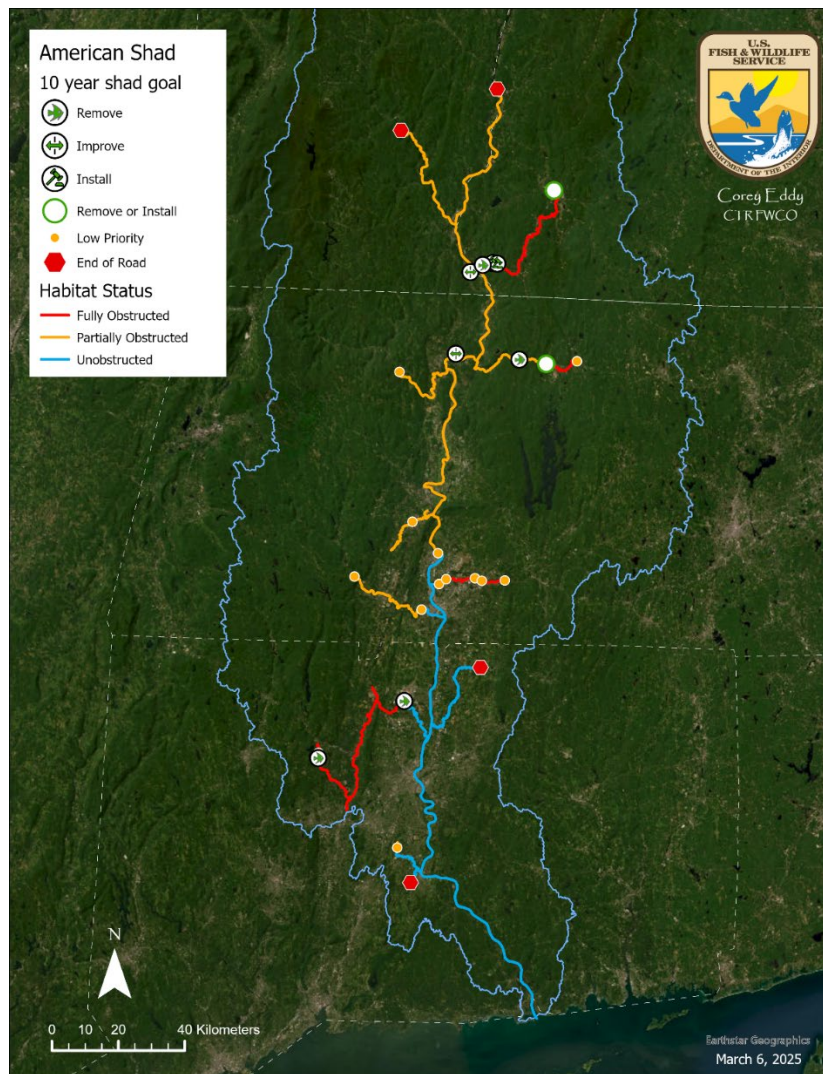 American Shad
10 year shad goal
Remove
Improve
Install
Remove or Install
Low Priority
End of Road
Habitat Status
Fully Obstructed
Partially Obstructed
Unobstructed
U.S.
FISH & WILDLIFE
SERVICE
DEPARTMENT OF THE INTERIOR
Corey Eddy
CTRFWCO
N
0 10 20 40 Kilometers
Earthstar Geographics
March 6, 2025